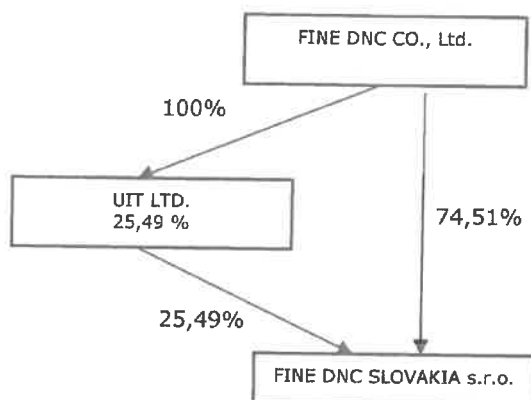 FINE DNC CO., Ltd.
100%
UIT LTD.
25,49 %
74,51%
25,49%
FINE DNC SLOVAKIA s.r.o.